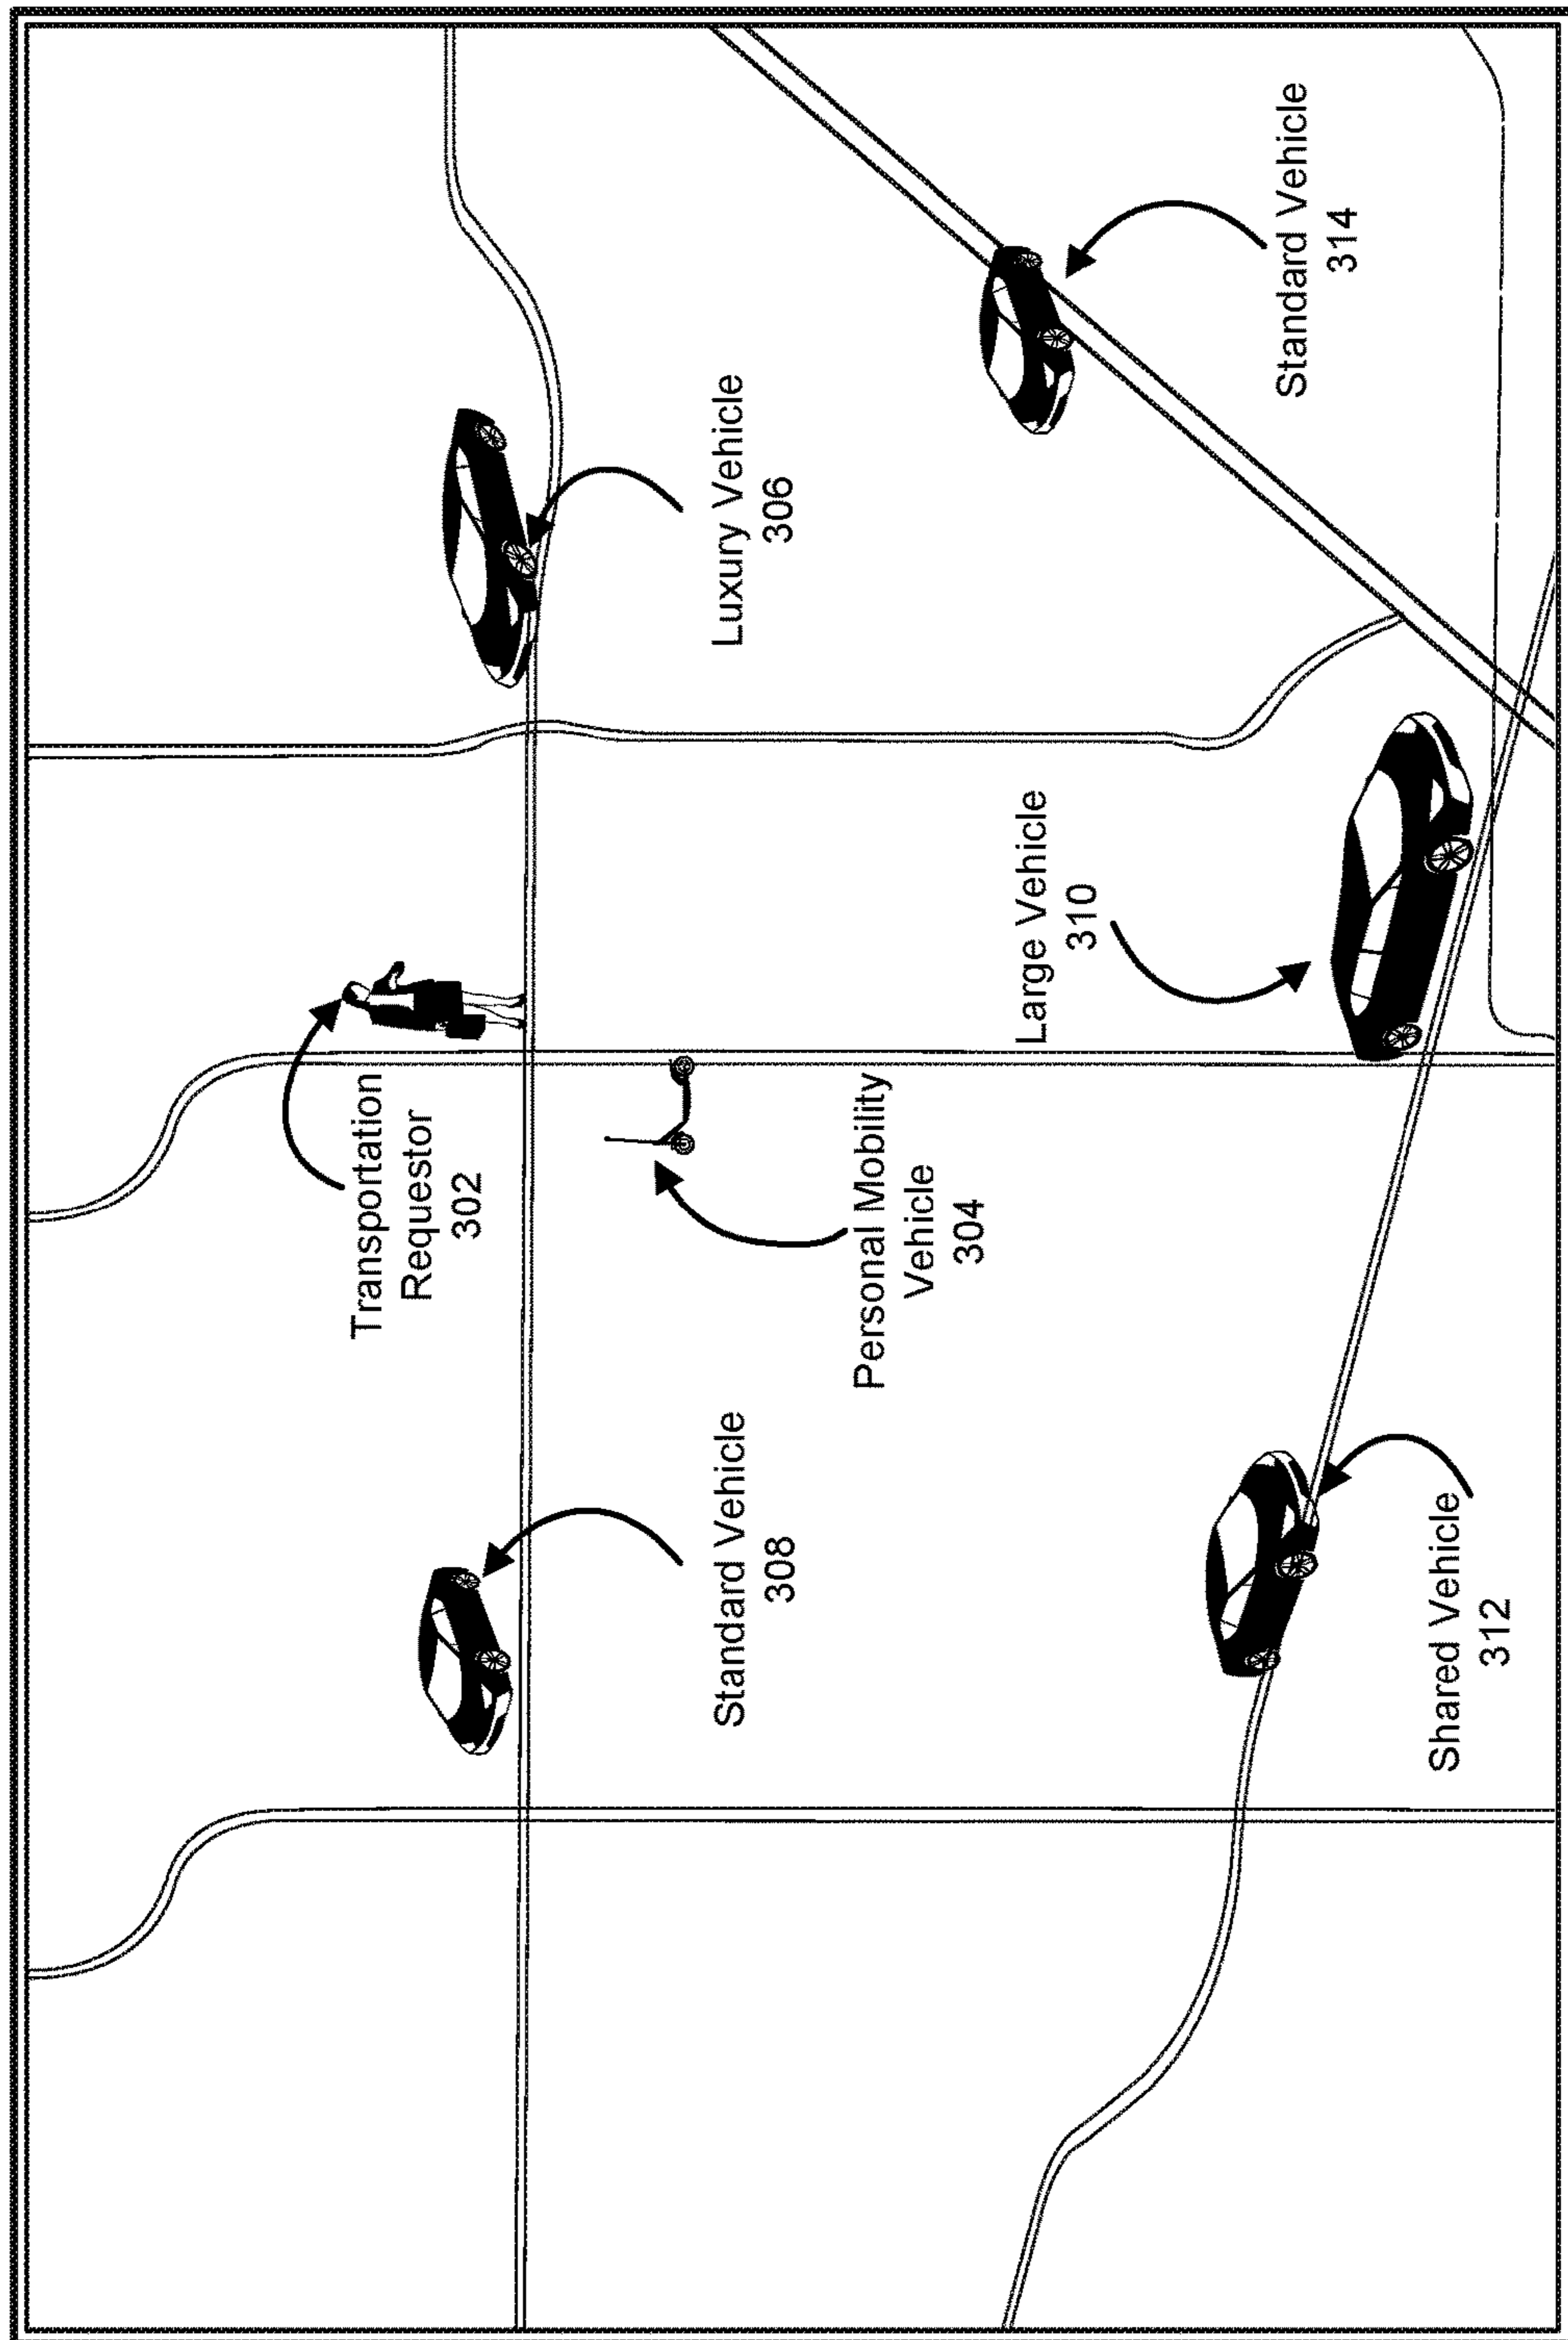 Transportation
Requestor
302
Standard Vehicle
308
Luxury Vehicle
306
Personal Mobility
Vehicle
304
Large Vehicle
310
Standard Vehicle
314
Shared Vehicle
312